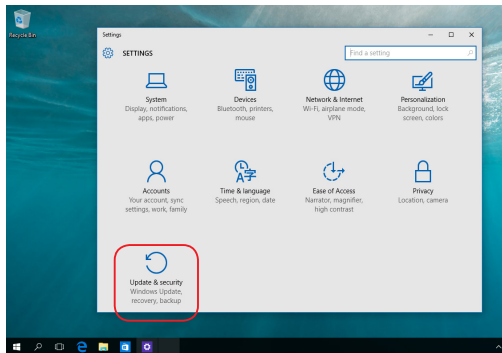 Recycle Bin
Settings
SETTINGS
Find a setting
System
Display, notifications,
apps, power
Devices
Bluetooth, printers,
mouse
Network & Internet
Wi-Fi, airplane mode,
VPN
Personalization
Background, lock
screen, colors
Accounts
Your account, sync
settings, work, family
Time & language
Speech, region, date
Ease of Access
Narrator, magnifier,
high contrast
Privacy
Location, camera
Update & security
Windows Update,
recovery, backup